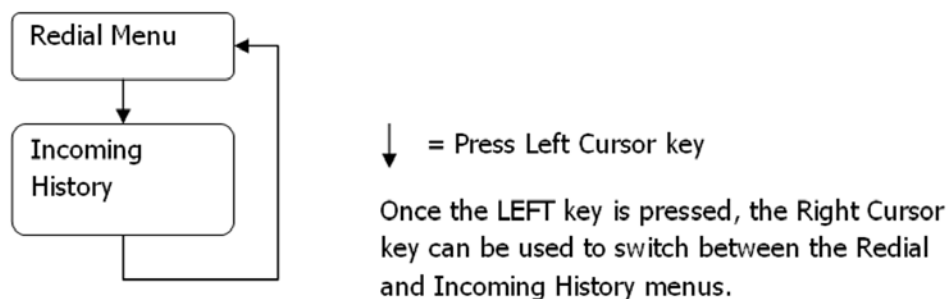 Redial Menu
Incoming
History
= Press Left Cursor key
Once the LEFT key is pressed, the Right Cursor
key can be used to switch between the Redial
and Incoming History menus.